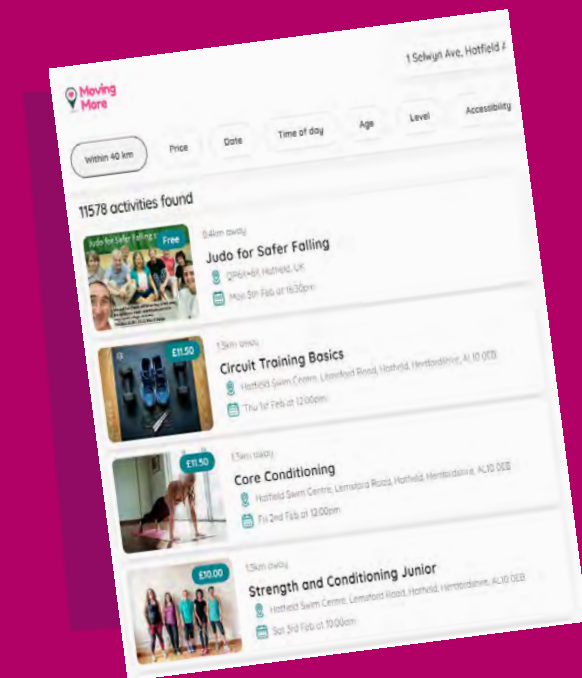 Moving
More
1 Selwyn Ave, Hatfield
Within 40 km
Price
Date
Time of day
Age
Level
Accessibility
11578 activities found
Judo for Safer Falling
Free
0.4km away
Judo for Safer Falling
Hatfield, UK
Mon 5th Feb at
£11.50
1.5km away
Circuit Training Basics
Hatfield Swim Centre, Lemsford Road, Hatfield, Hertfordshire, AL10 0EB
Thu 1st Feb at 12:00pm
£11.50
1.5km away
Core Conditioning
Hatfield Swim Centre, Lemsford Road, Hatfield, Hertfordshire, AL10 0EB
Fri 2nd Feb at 12:00pm
£10.00
1.5km away
Strength and Conditioning Junior
Hatfield Swim Centre, Lemsford Road, Hatfield, Hertfordshire, AL10 0EB
Sat 3rd Feb at 10:00am